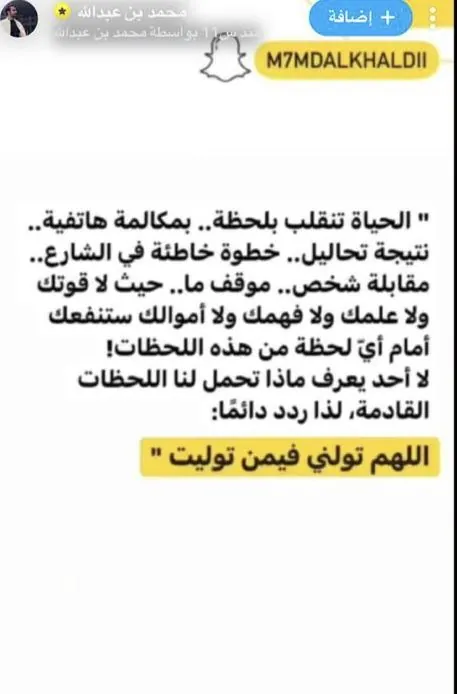 محمد بن عبدالله
+ إضافة
منذ 11س بواسطة محمد بن عبدالله
M7MDALKHALDII
" الحياة تنقلب بلحظة.. بمكالمة هاتفية..
نتيجة تحاليل.. خطوة خاطئة في الشارع..
مقابلة شخص.. موقف ما.. حيث لا قوتك
ولا علمك ولا فهمك ولا أموالك ستنفعك
أمام أيّ لحظة من هذه اللحظات!
لا أحد يعرف ماذا تحمل لنا اللحظات
القادمة، لذا ردد دائمًا:
اللهم تولني فيمن توليت "